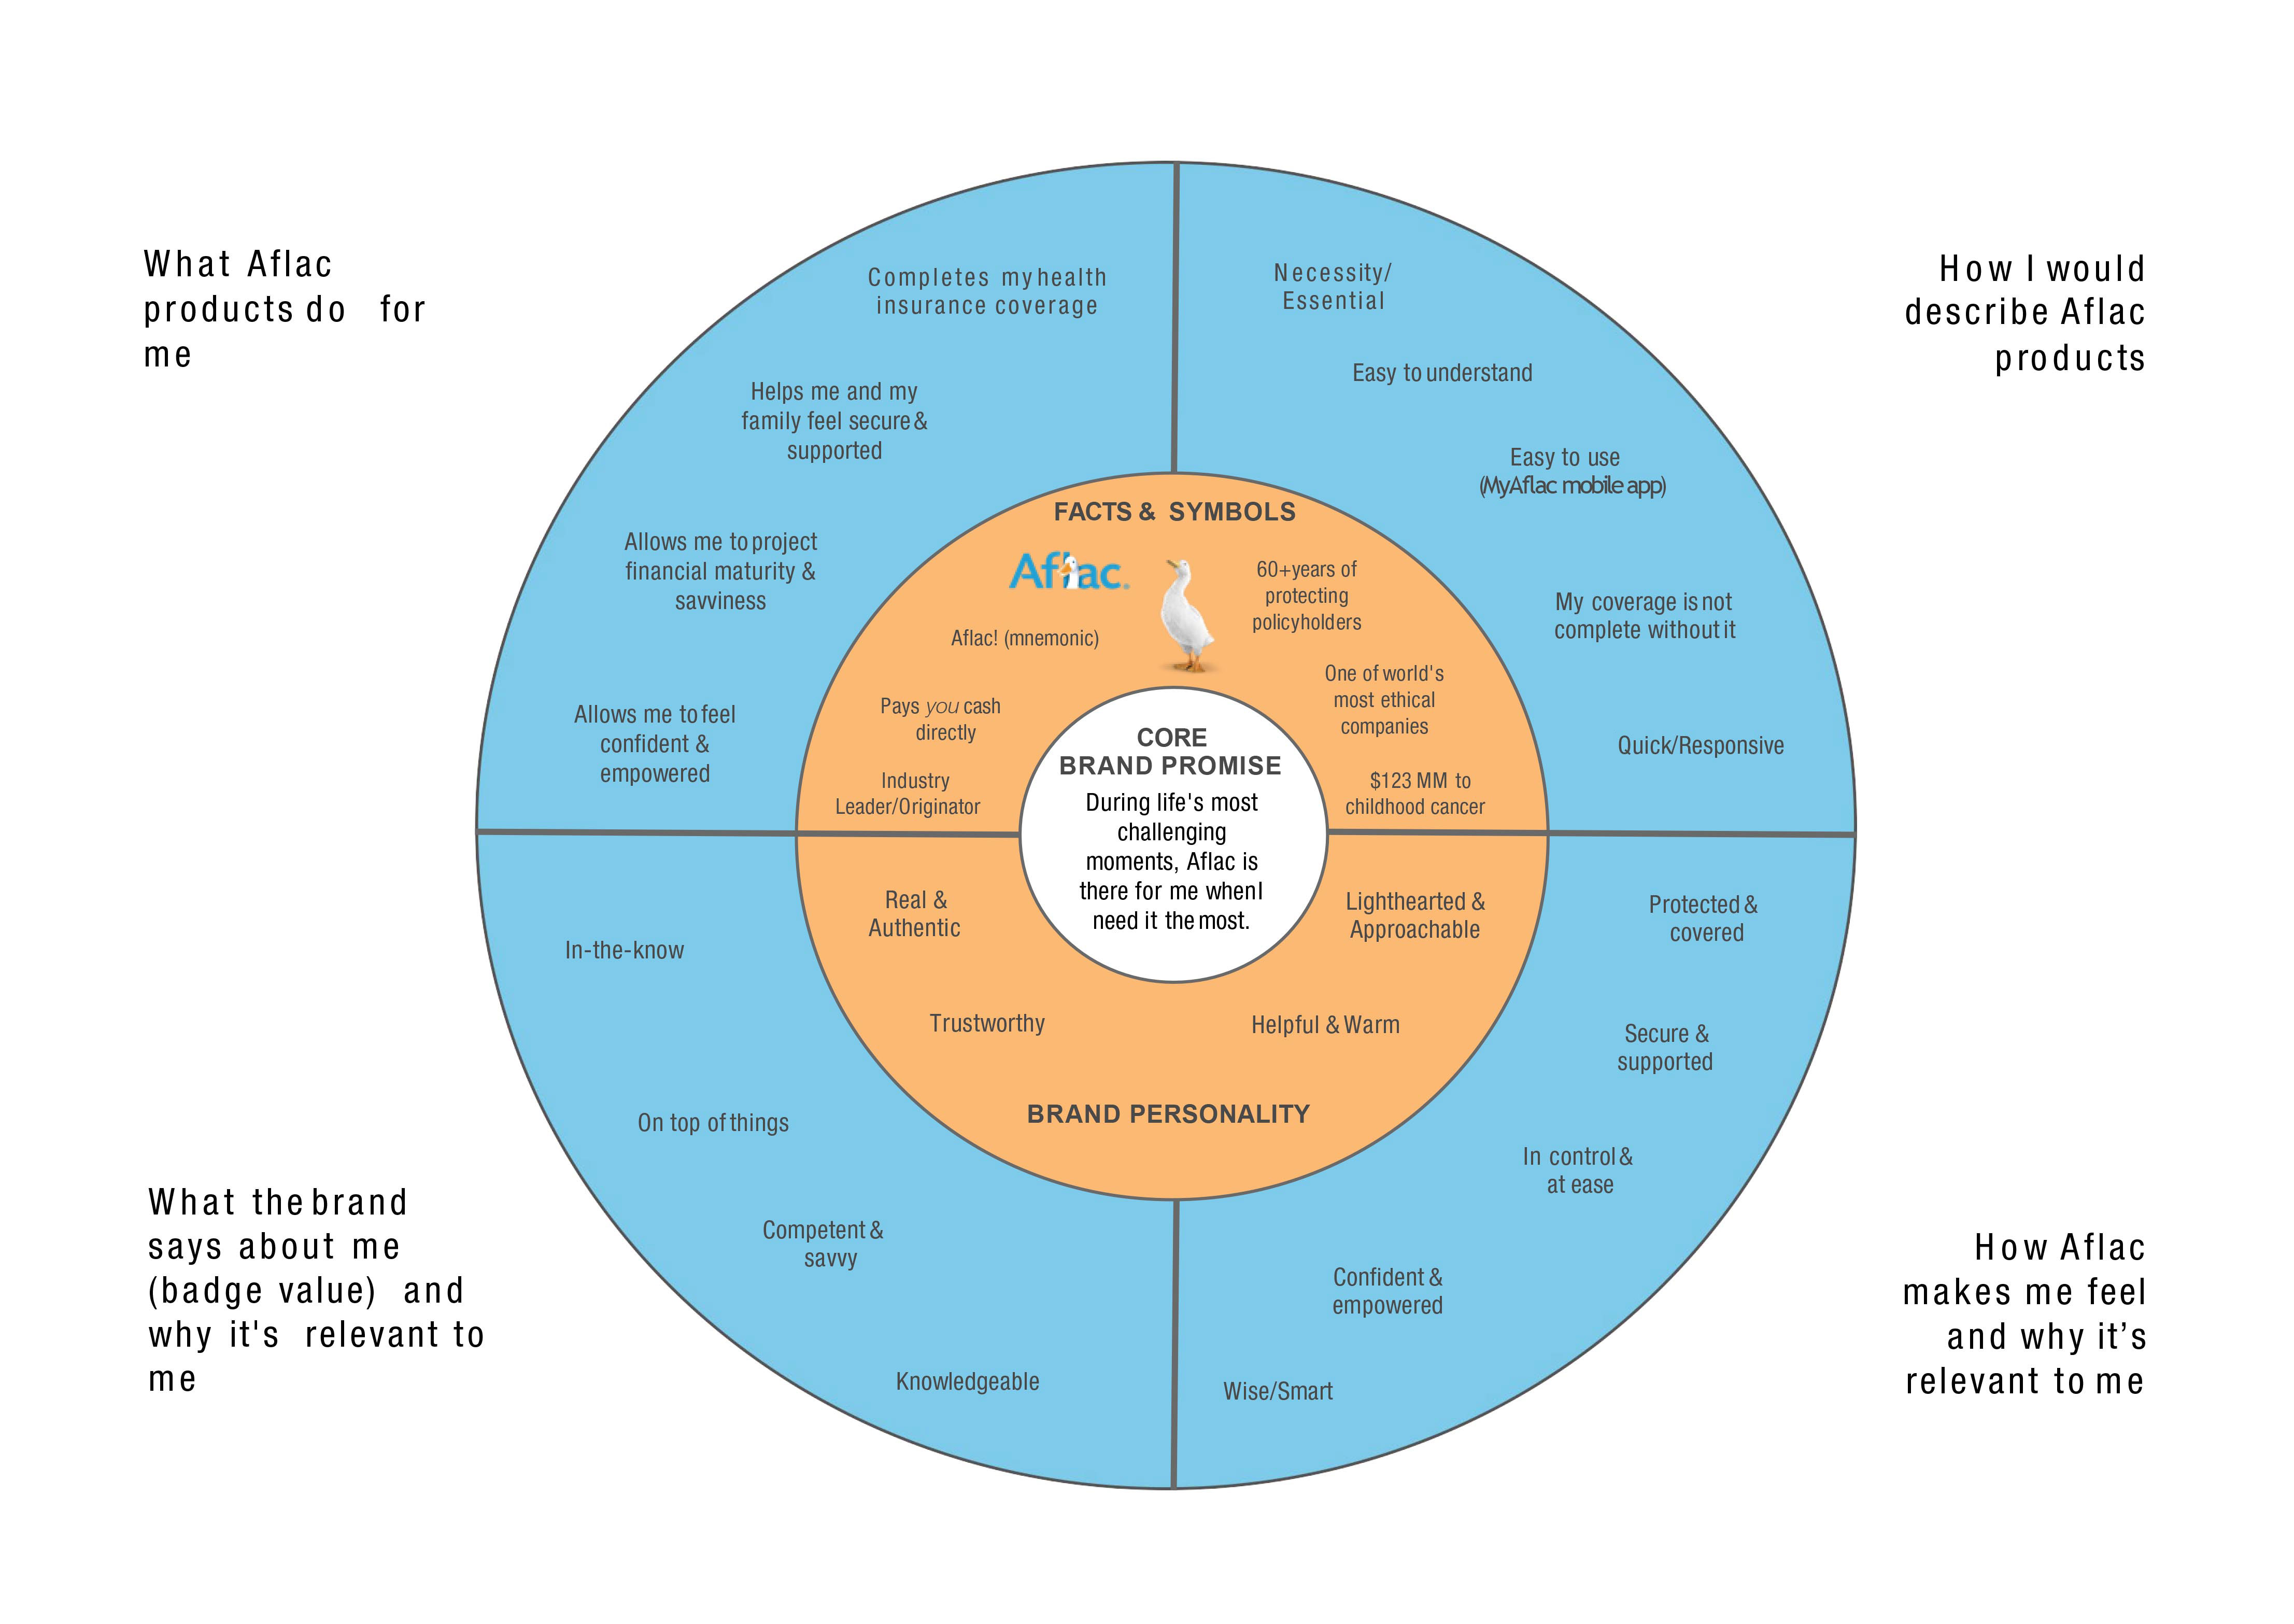 What Aflac
products do for
me
How I would
describe Aflac
products
Completes my health
insurance coverage
Helps me and my
family feel secure &
supported
Allows me to project
financial maturity &
savviness
Allows me to feel
confident &
empowered
Necessity/
Essential
Easy to understand
Easy to use
(MyAflac mobile app)
My coverage is not
complete without it
Quick/Responsive
FACTS & SYMBOLS
Aflac.
Aflac! (mnemonic)
Pays you cash
directly
Industry
Leader/Originator
60+years of
protecting
policyholders
One of world's
most ethical
companies
$123 MM to
childhood cancer
CORE
BRAND PROMISE
During life's most
challenging
moments, Aflac is
there for me when I
need it the most.
Real &
Authentic
Trustworthy
Lighthearted &
Approachable
Helpful & Warm
BRAND PERSONALITY
In-the-know
On top of things
Competent &
savvy
Knowledgeable
Protected &
covered
Secure &
supported
In control &
at ease
Confident &
empowered
Wise/Smart
What the brand
says about me
(badge value) and
why it's relevant to
me
How Aflac
makes me feel
and why it’s
relevant to me